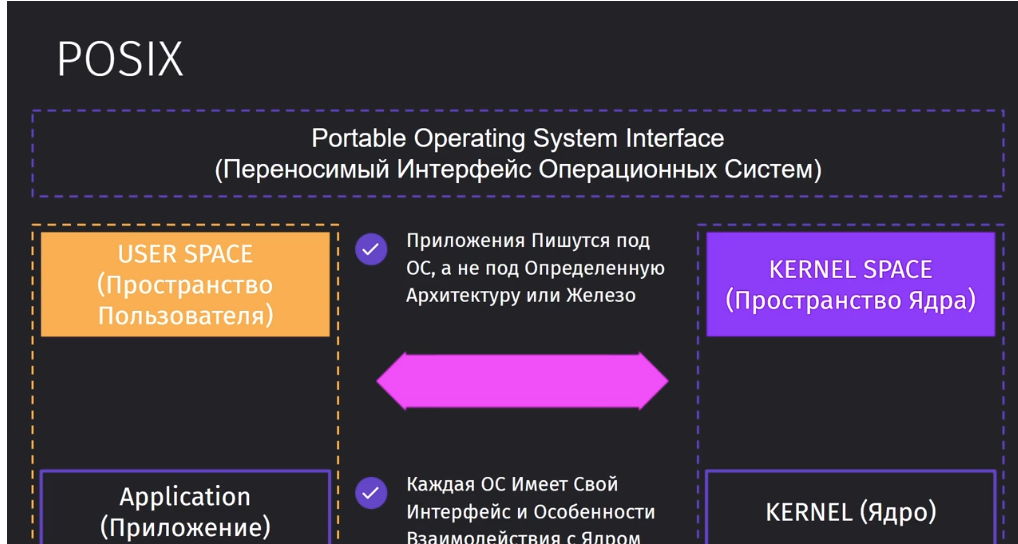 POSIX
Portable Operating System Interface
(Переносимый Интерфейс Операционных Систем)
USER SPACE
(Пространство
Пользователя)
Приложения Пишутся под
ОС, а не под Определенную
Архитектуру или Железо
KERNEL SPACE
(Пространство Ядра)
Application
(Приложение)
Каждая ОС Имеет Свой
Интерфейс и Особенности
Взаимодействия с Ядром
KERNEL (Ядро)